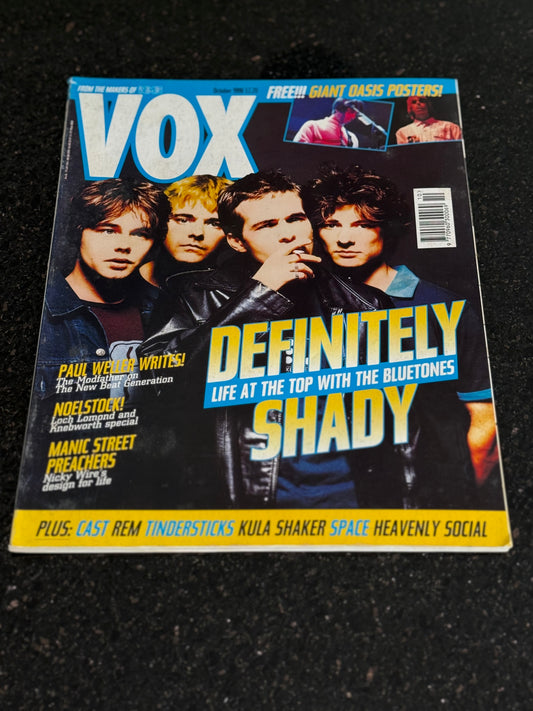 FROM THE MAKERS OF NME
October 1996
FREE!!! GIANT OASIS POSTERS!
VOX
DEFINITELY
LIFE AT THE TOP WITH THE BLUETONES
SHADY
PAUL WELLER WRITES!
The Modfather on
The New Beat Generation
NOELSTOCK!
Loch Lomond and
Knebworth special
MANIC STREET
PREACHERS
Nicky Wire's
design for life
PLUS: CAST REM TINDERSTICKS KULA SHAKER SPACE HEAVENLY SOCIAL